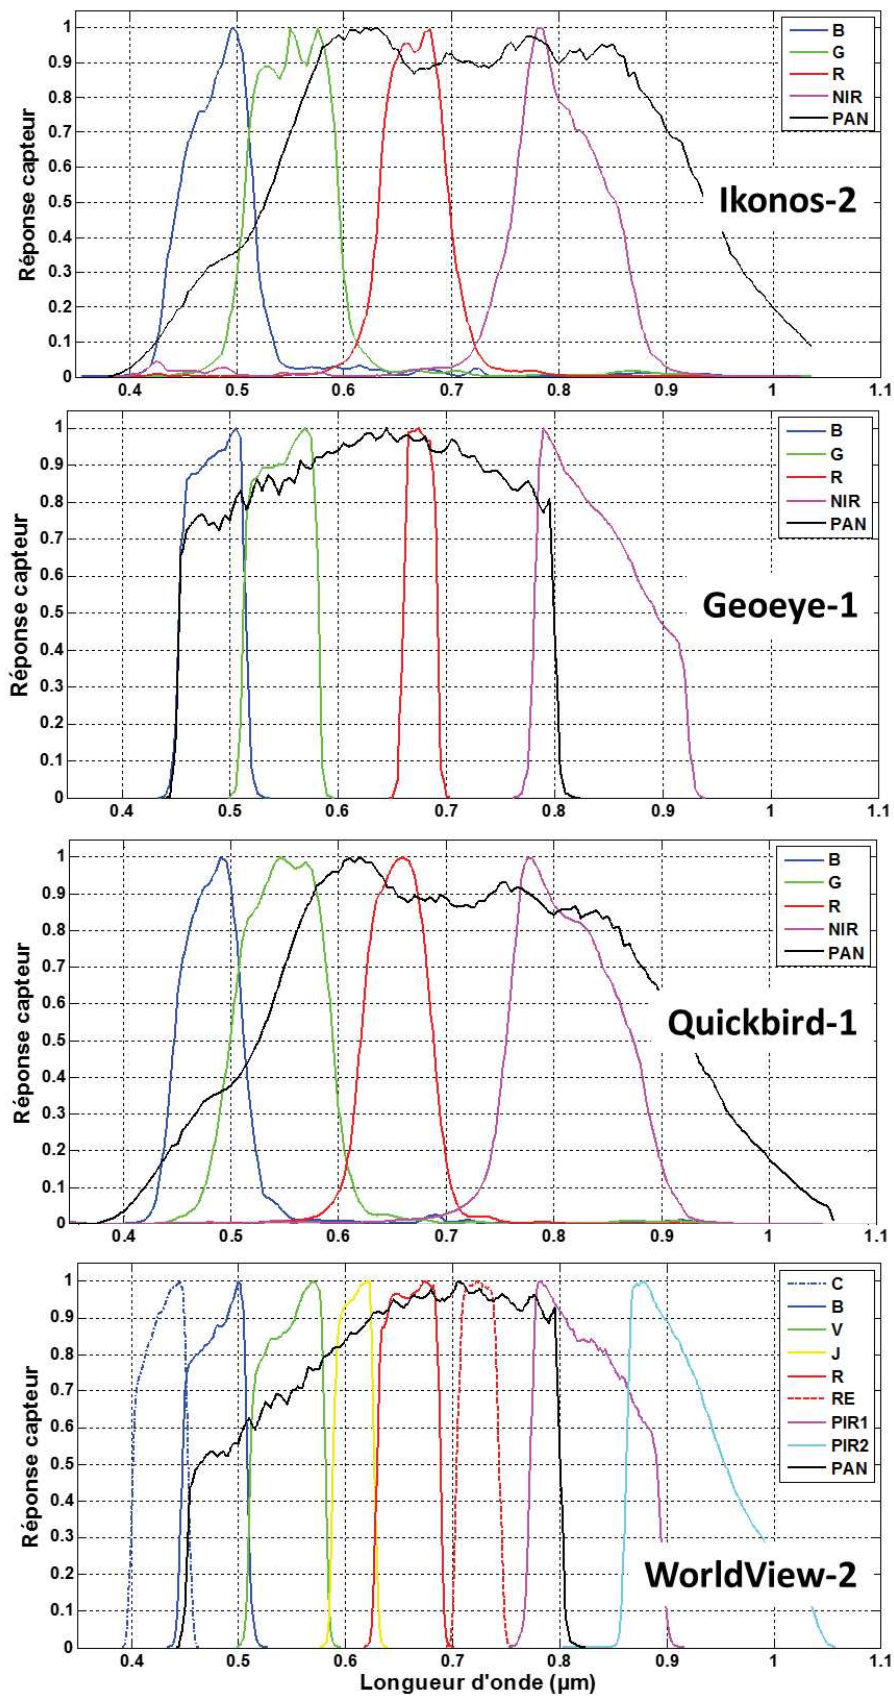 1
0.9
0.8
0.7
0.6
0.5
0.4
0.3
0.2
0.1
0
Réponse capteur
B
G
R
NIR
PAN
Ikonos-2
0.4 0.5 0.6 0.7 0.8 0.9 1 1.1
1
0.9
0.8
0.7
0.6
0.5
0.4
0.3
0.2
0.1
0
Réponse capteur
B
G
R
NIR
PAN
Geoeye-1
0.4 0.5 0.6 0.7 0.8 0.9 1 1.1
1
0.9
0.8
0.7
0.6
0.5
0.4
0.3
0.2
0.1
0
Réponse capteur
B
G
R
NIR
PAN
Quickbird-1
0.4 0.5 0.6 0.7 0.8 0.9 1 1.1
1
0.9
0.8
0.7
0.6
0.5
0.4
0.3
0.2
0.1
0
Réponse capteur
C
B
V
J
R
RE
PIR1
PIR2
PAN
WorldView-2
0.4 0.5 0.6 0.7 0.8 0.9 1 1.1
Longueur d'onde (µm)